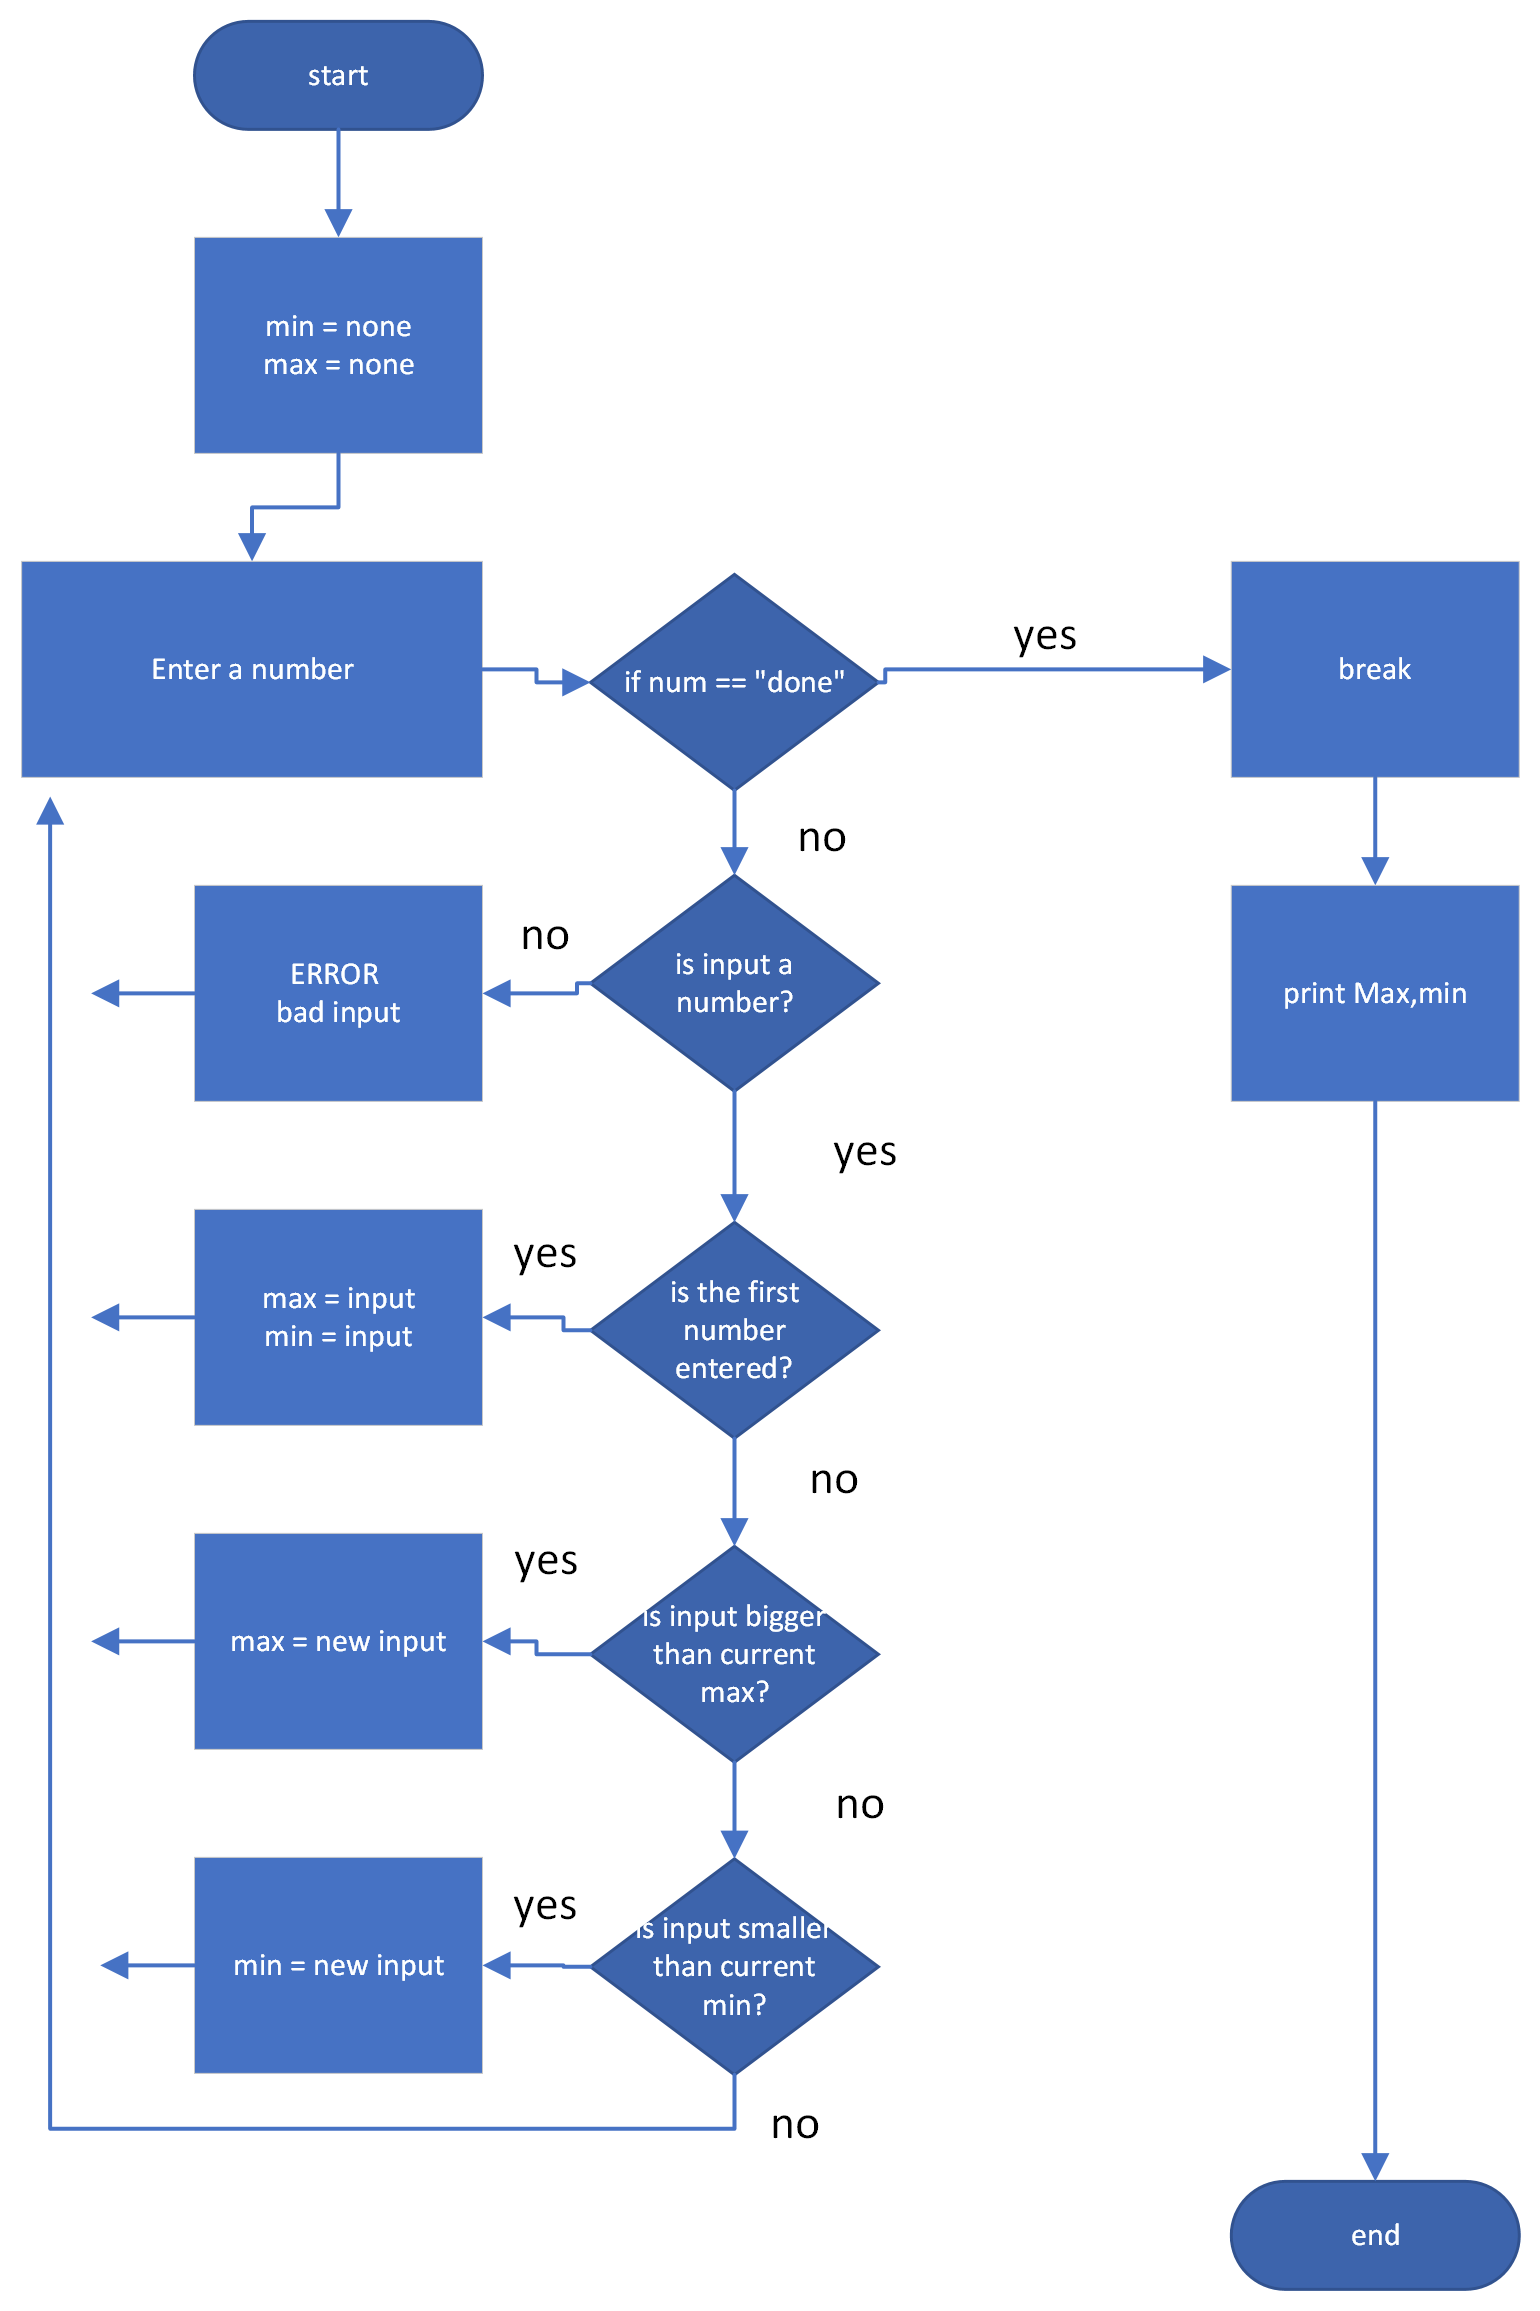 start
min = none
max = none
Enter a number
if num == "done"
yes
break
no
is input a
number?
no
ERROR
bad input
print Max,min
yes
is the first
number
entered?
yes
max = input
min = input
no
is input bigger
than current
max?
yes
max = new input
no
is input smaller
than current
min?
yes
min = new input
no
end